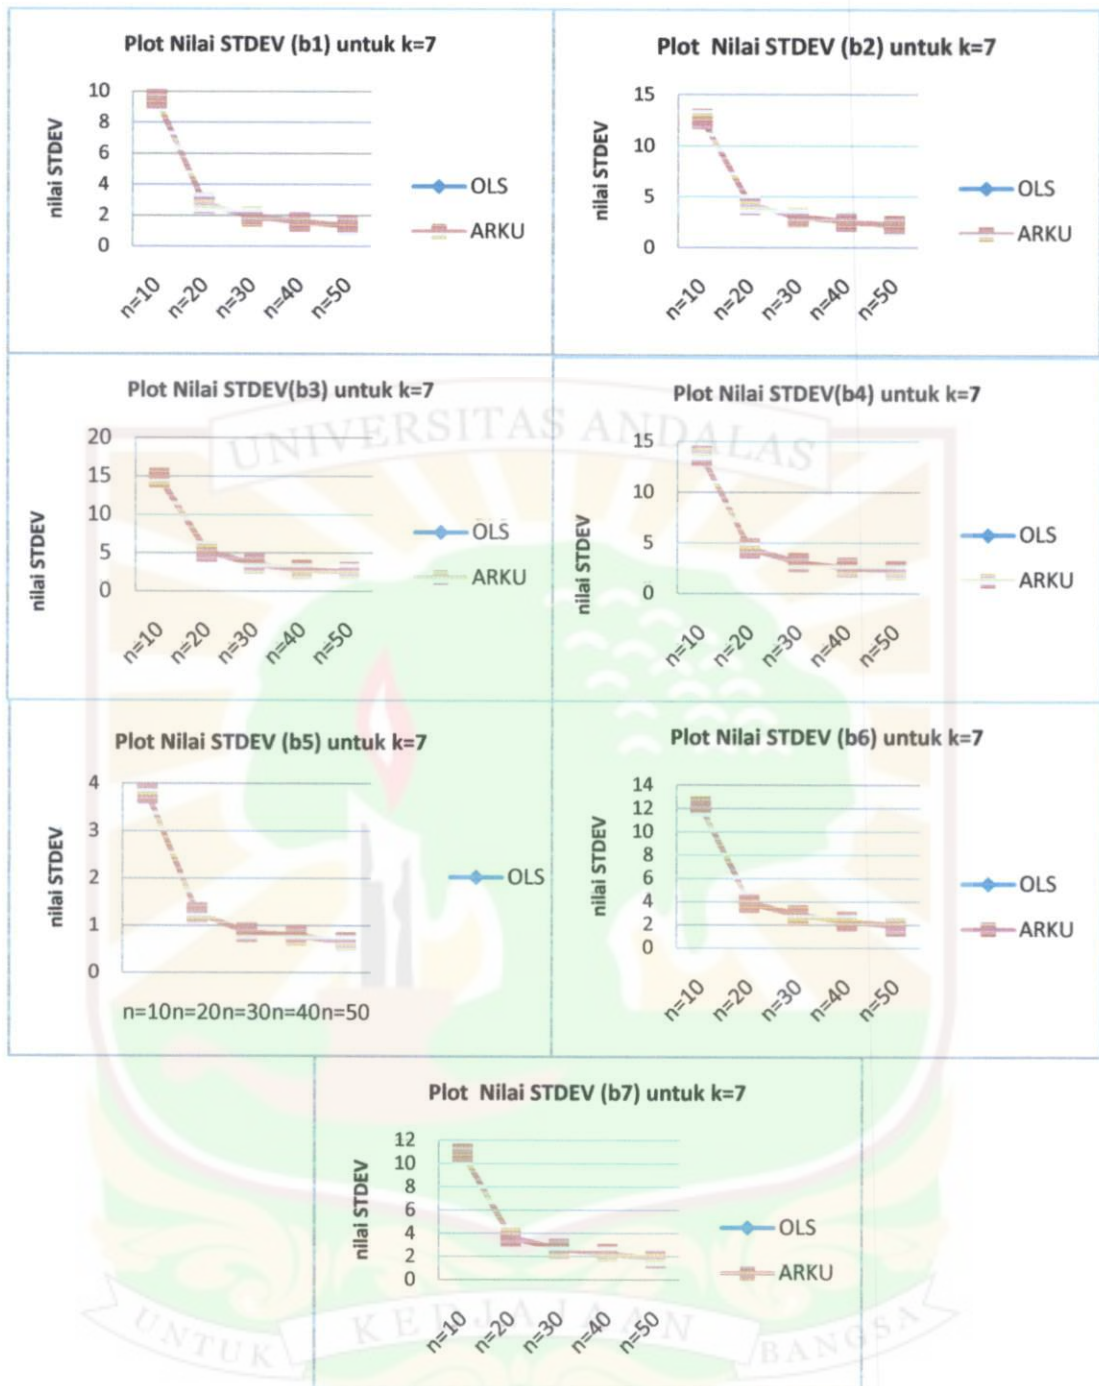 Plot Nilai STDEV (b1) untuk k=7
nilai STDEV
10
8
6
4
2
0
n=10
n=20
n=30
n=40
n=50
OLS
ARKU
Plot Nilai STDEV (b2) untuk k=7
nilai STDEV
15
10
5
0
n=10
n=20
n=30
n=40
n=50
OLS
ARKU
Plot Nilai STDEV(b3) untuk k=7
nilai STDEV
20
15
10
5
0
n=10
n=20
n=30
n=40
n=50
OLS
ARKU
Plot Nilai STDEV(b4) untuk k=7
nilai STDEV
15
10
5
0
n=10
n=20
n=30
n=40
n=50
OLS
ARKU
UNIVERSITAS ANDALAS
Plot Nilai STDEV (b5) untuk k=7
nilai STDEV
4
3
2
1
0
n=10n=20n=30n=40n=50
OLS
Plot Nilai STDEV (b6) untuk k=7
nilai STDEV
14
12
10
8
6
4
2
0
n=10
n=20
n=30
n=40
n=50
OLS
ARKU
Plot Nilai STDEV (b7) untuk k=7
nilai STDEV
12
10
8
6
4
2
0
n=10
n=20
n=30
n=40
n=50
OLS
ARKU
UNTUK KEDJAJAAN BANGSA